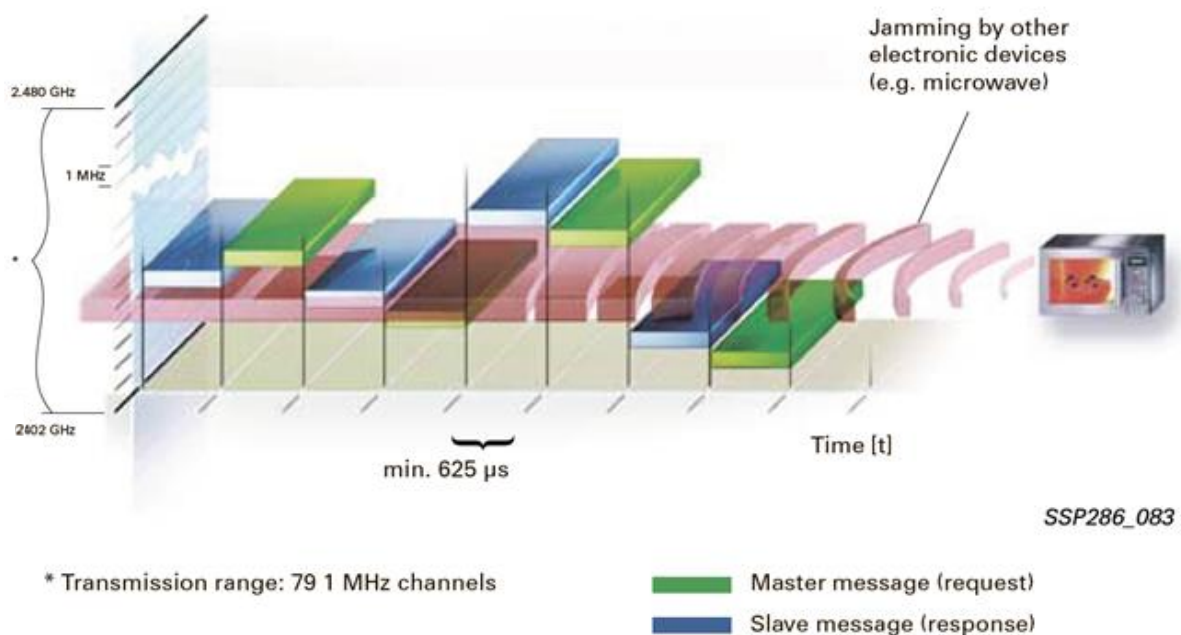 Jamming by other
electronic devices
(e.g. microwave)
2.480 GHz
1 MHz
*
2402 GHz
min. 625 µs
Time [t]
SSP286_083
* Transmission range: 79 1 MHz channels
Master message (request)
Slave message (response)